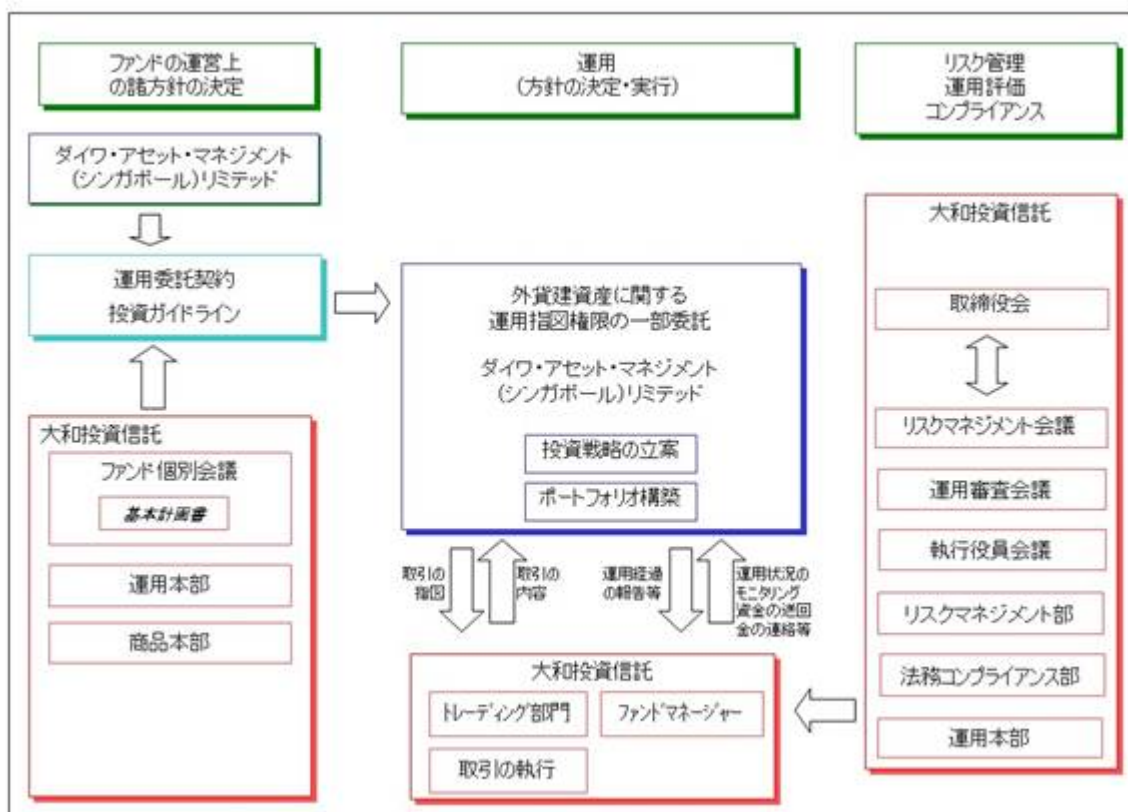 ファンドの運営上
の諸方針の決定
運用
(方針の決定・実行)
リスク管理
運用評価
コンプライアンス
ダイワ・アセット・マネジメント
(シンガポール)リミテッド
運用委託契約
投資ガイドライン
大和投資信託
ファンド個別会議
基本計画書
運用本部
商品本部
外貨建資産に関する
運用指図権限の一部委託
ダイワ・アセット・マネジメント
(シンガポール)リミテッド
投資戦略の立案
ポートフォリオ構築
取引の
指図
取引の
内容
運用経過
の報告等
運用状況の
モニタリング
資金の送回
金の連絡等
大和投資信託
トレーディング部門
ファンドマネージャー
取引の執行
大和投資信託
取締役会
リスクマネジメント会議
運用審査会議
執行役員会議
リスクマネジメント部
法務コンプライアンス部
運用本部